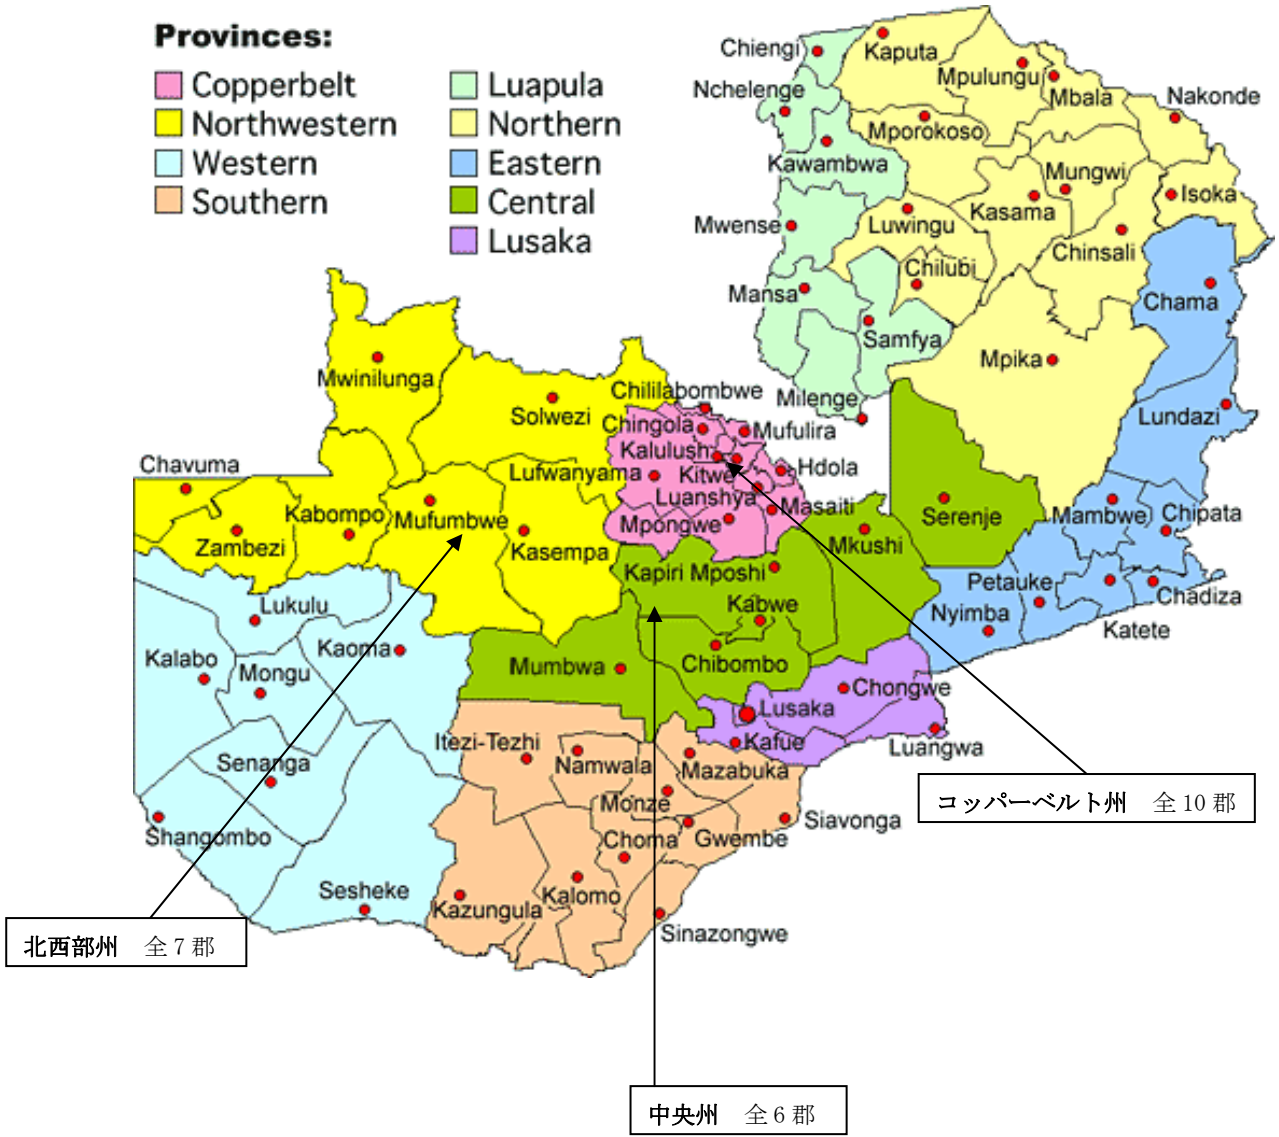 Provinces:
Copperbelt
Northwestern
Western
Southern
Luapula
Northern
Eastern
Central
Lusaka
Chiengi
Kaputa
Mpulungu
Mbala
Nakonde
Nchelenge
Mporokoso
Kawambwa
Mungwi
Isoka
Kasama
Mwense
Luwingu
Chinsali
Chilubi
Mansa
Chama
Samfya
Mpika
Milenge
Lundazi
Mwinilunga
Solwezi
Chililabombwe
Chingola
Mufulira
Kalulush
Hdola
Chavuma
Lufwanyama
Kitwe
Luanshya
Masaiti
Kabompo
Mufumbwe
Mpongwe
Serenje
Mambwe
Chipata
Zambezi
Kasempa
Mkushi
Kapiri Mposhi
Petauke
Chadiza
Lukulu
Kabwe
Nyimba
Katete
Kaoma
Kalabo
Mongu
Mumbwa
Chibombo
Chongwe
Lusaka
Kafue
Luangwa
Itezi-Tezhi
Namwala
Mazabuka
Senanga
Monze
Siavonga
Shangombo
Choma
Gwembe
Sesheke
Kazungula
Kalomo
Sinazongwe
コッパーベルト州　全10郡
北西部州　全7郡
中央州　全6郡